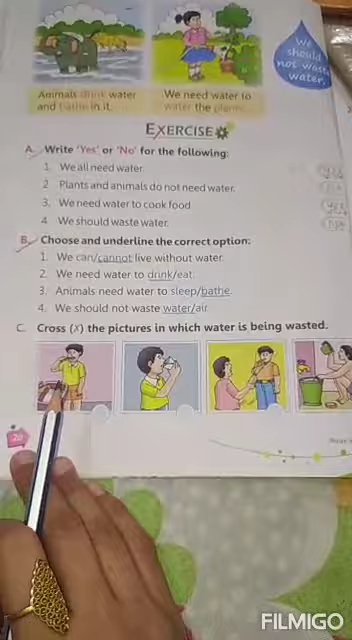 Animals drink water
and bathe in it.
We need water to
water the plants.
We
should
not waste
water.
EXERCISE
A. Write 'Yes' or 'No' for the following:
1. We all need water.
Yes
2. Plants and animals do not need water.
No
3. We need water to cook food.
Yes
4. We should waste water.
No
B. Choose and underline the correct option:
1. We can/cannot live without water.
2. We need water to drink/eat.
3. Animals need water to sleep/bathe.
4. We should not waste water/air.
C. Cross (X) the pictures in which water is being wasted.
20
FILMIGO